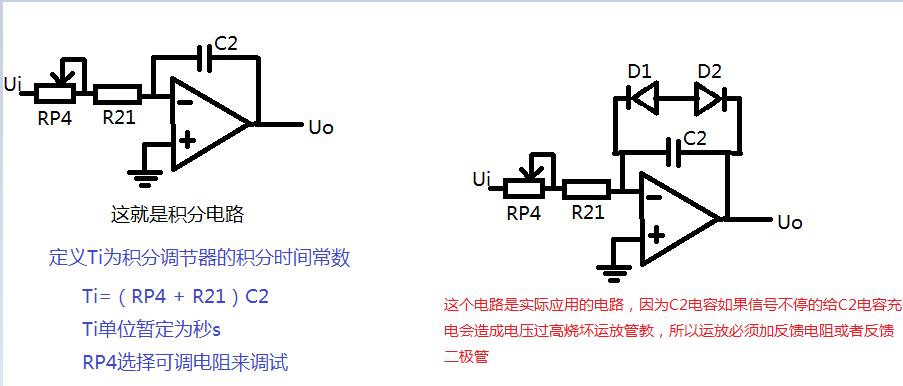 C2
Ui
RP4
R21
Uo
这就是积分电路
定义Ti为积分调节器的积分时间常数
Ti=（RP4 + R21）C2
Ti单位暂定为秒s
RP4选择可调电阻来调试
D1
D2
C2
Ui
RP4
R21
Uo
这个电路是实际应用的电路，因为C2电容如果信号不停的给C2电容充
电会造成电压过高烧坏运放管教，所以运放必须加反馈电阻或者反馈
二极管